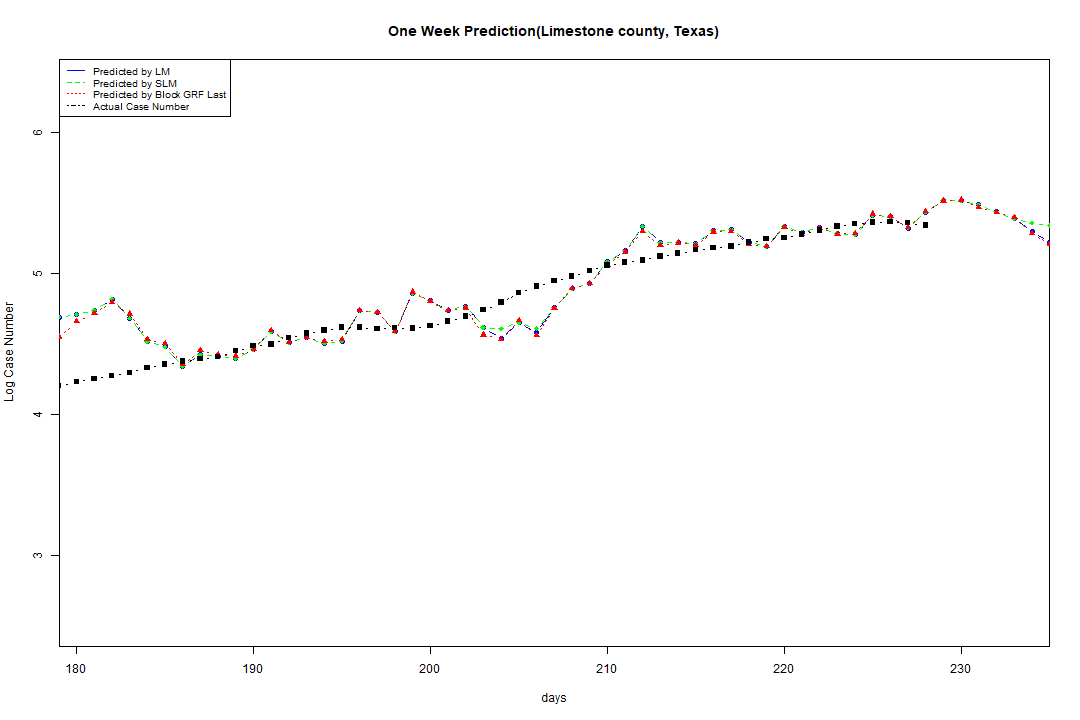 One Week Prediction(Limestone county, Texas)
Predicted by LM
Predicted by SLM
Predicted by Block GRF Last
Actual Case Number
6
5
4
3
Log Case Number
180 190 200 210 220 230
days